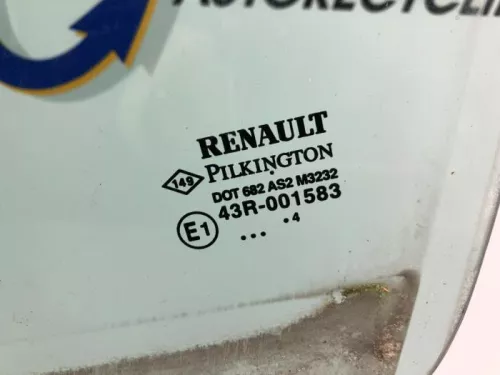 RENAULT
149 PILKINGTON
DOT 682 AS2 M3232
E1 43R-001583
... .4